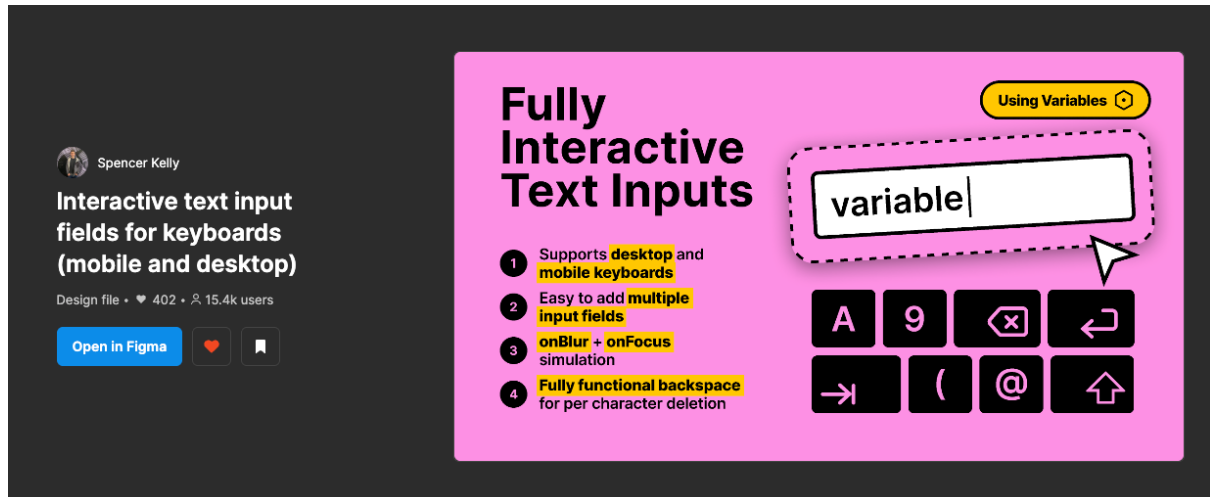 Spencer Kelly
Interactive text input
fields for keyboards
(mobile and desktop)
Design file • 402 • 15.4k users
Open in Figma
Fully
Interactive
Text Inputs
1 Supports desktop and
mobile keyboards
2 Easy to add multiple
input fields
3 onBlur + onFocus
simulation
4 Fully functional backspace
for per character deletion
Using Variables
variable
A 9
( @